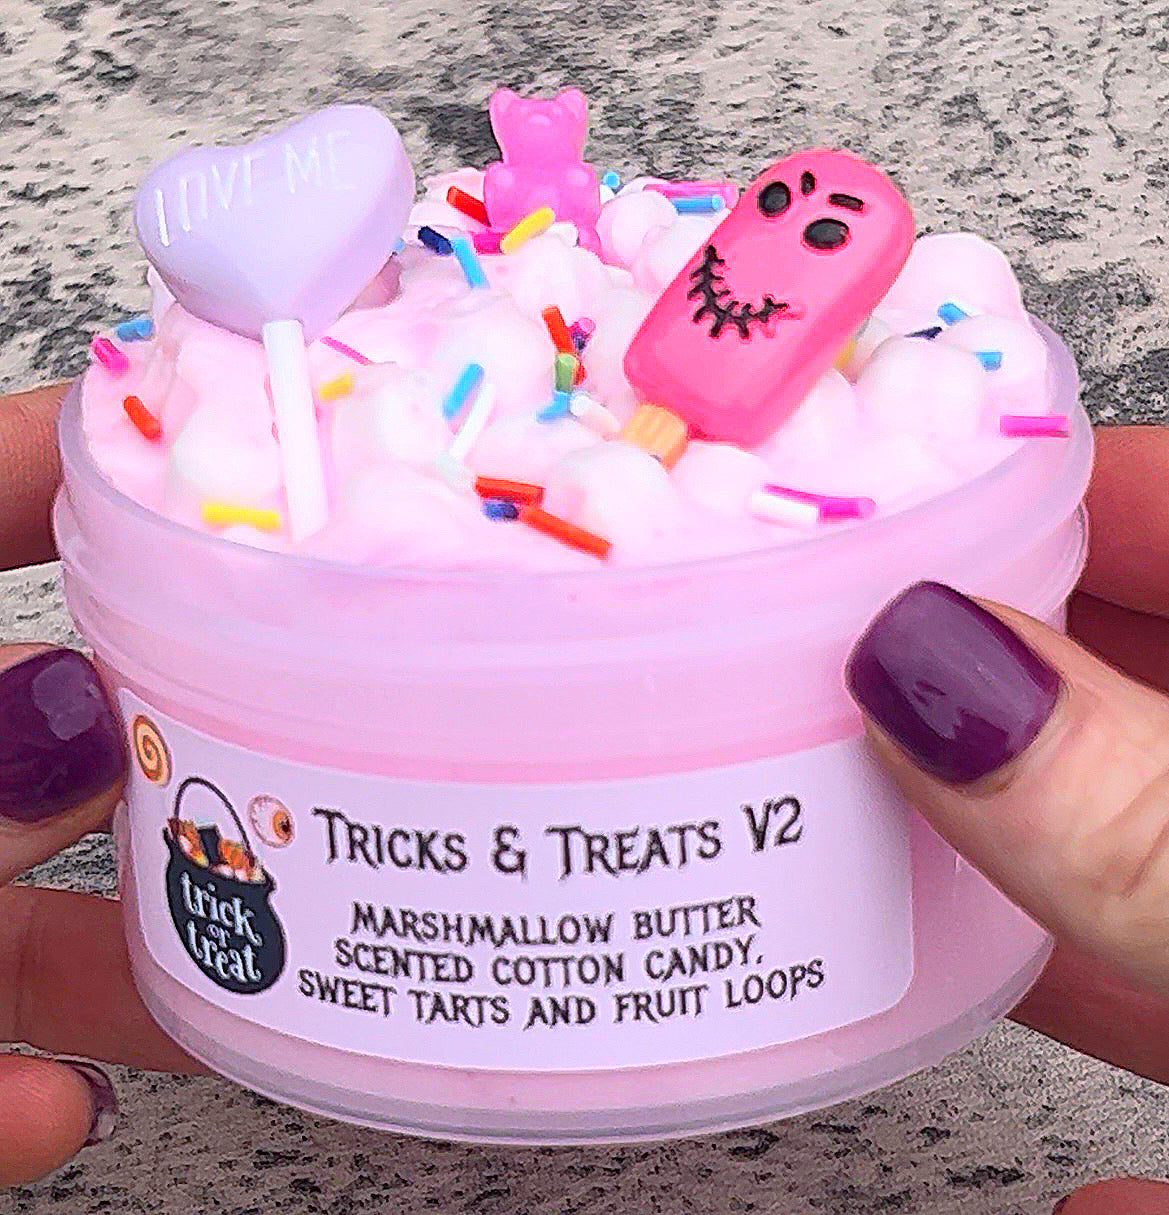 LOVE ME
TRICKS & TREATS V2
MARSHMALLOW BUTTER
SCENTED COTTON CANDY,
SWEET TARTS AND FRUIT LOOPS
trick
or
treat